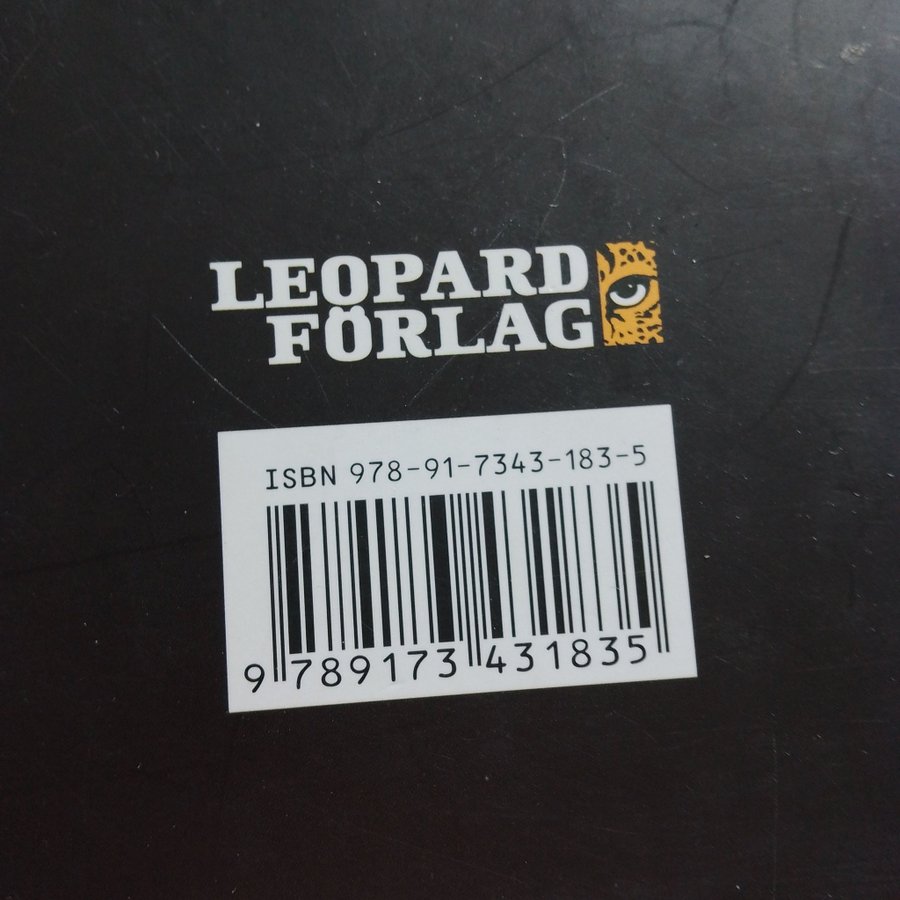 LEOPARD
FÖRLAG
ISBN 978-91-7343-183-5
9 789173 431835